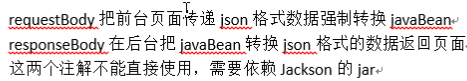 requestBody 把前台页面传递 json 格式数据强制转换 javaBean
responseBody 在后台把 javaBean 转换 json 格式的数据返回页面
这两个注解不能直接使用，需要依赖 Jackson 的 jar